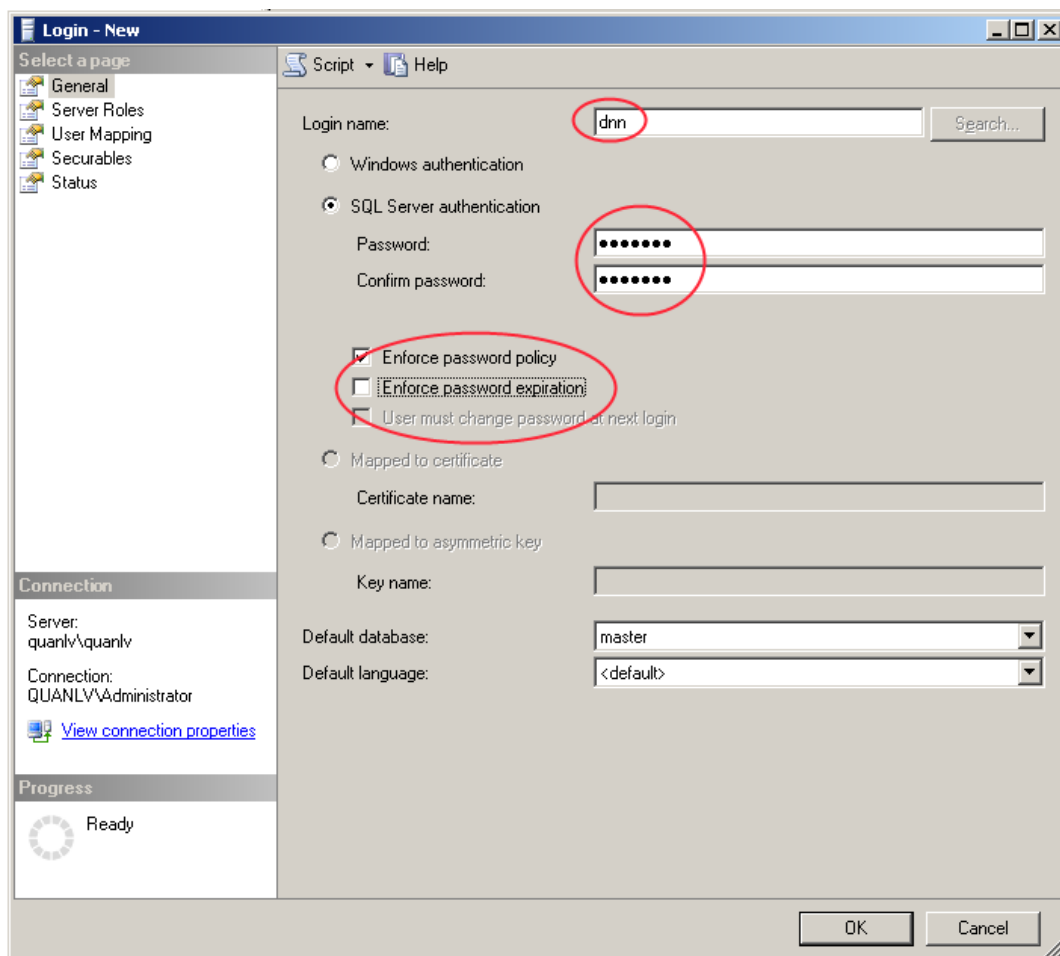 Login - New
Select a page
General
Server Roles
User Mapping
Securables
Status
Script
Help
Login name:
dnn
Search...
Windows authentication
SQL Server authentication
Password:
•••••••
Confirm password:
•••••••
Enforce password policy
Enforce password expiration
User must change password at next login
Mapped to certificate
Certificate name:
Mapped to asymmetric key
Key name:
Default database:
master
Default language:
<default>
Connection
Server:
quanlv\quanlv
Connection:
QUANLV\Administrator
View connection properties
Progress
Ready
OK
Cancel